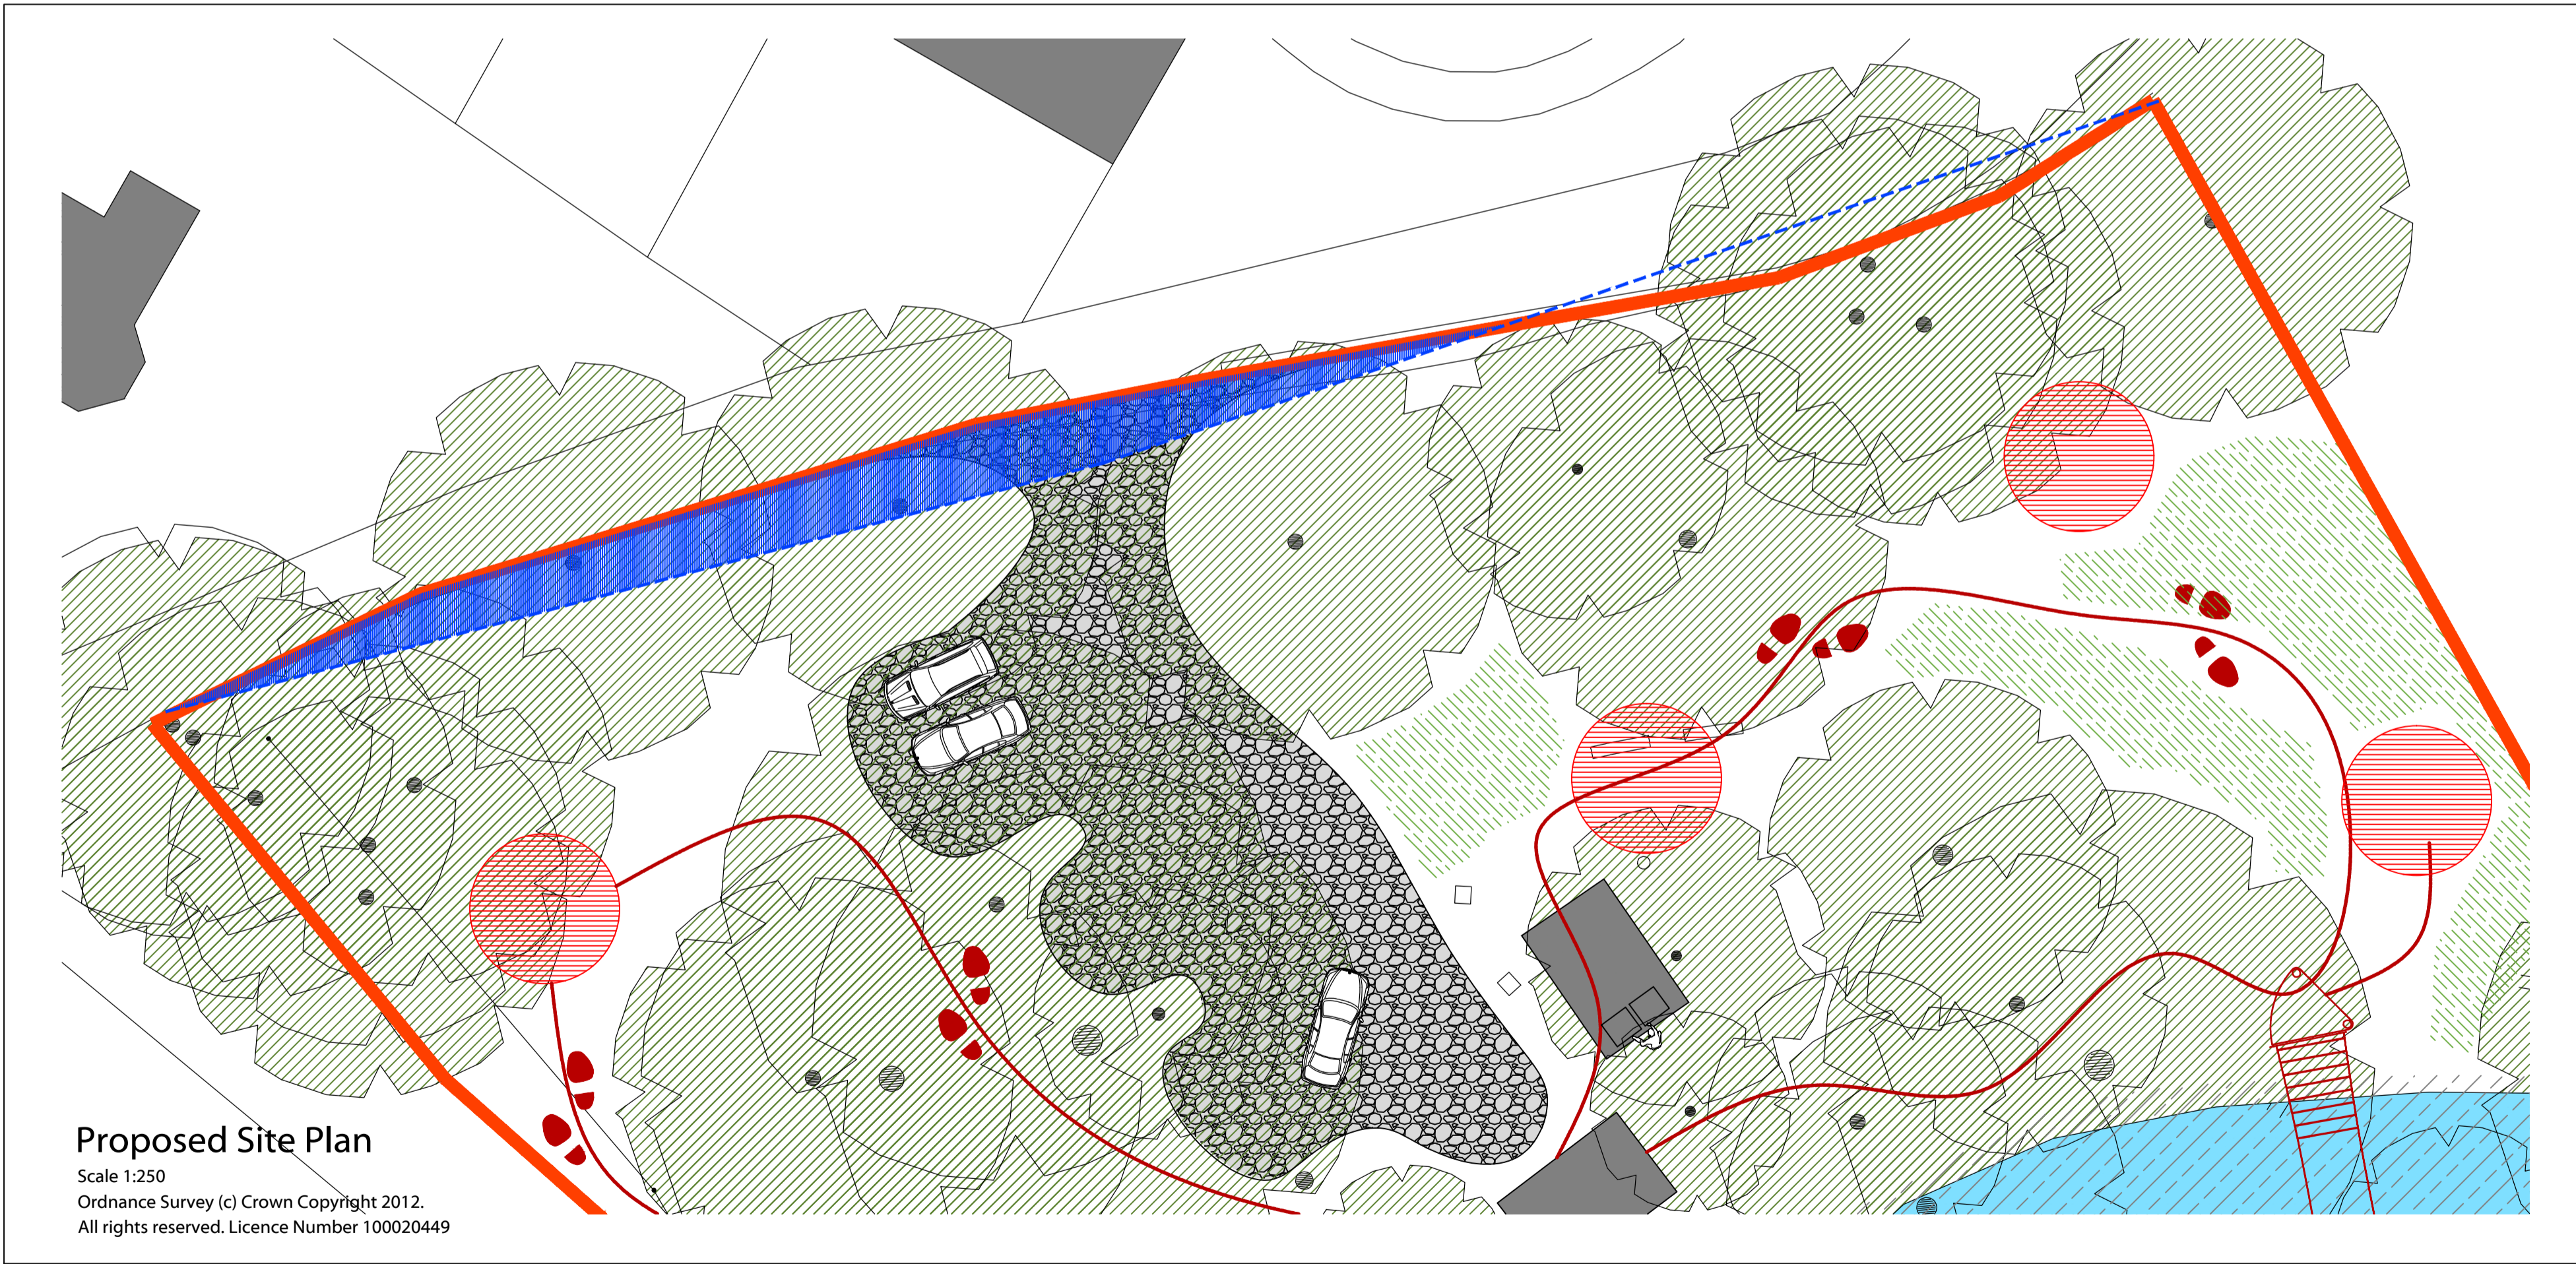 Proposed Site Plan
Scale 1:250
Ordnance Survey (c) Crown Copyright 2012.
All rights reserved. Licence Number 100020449